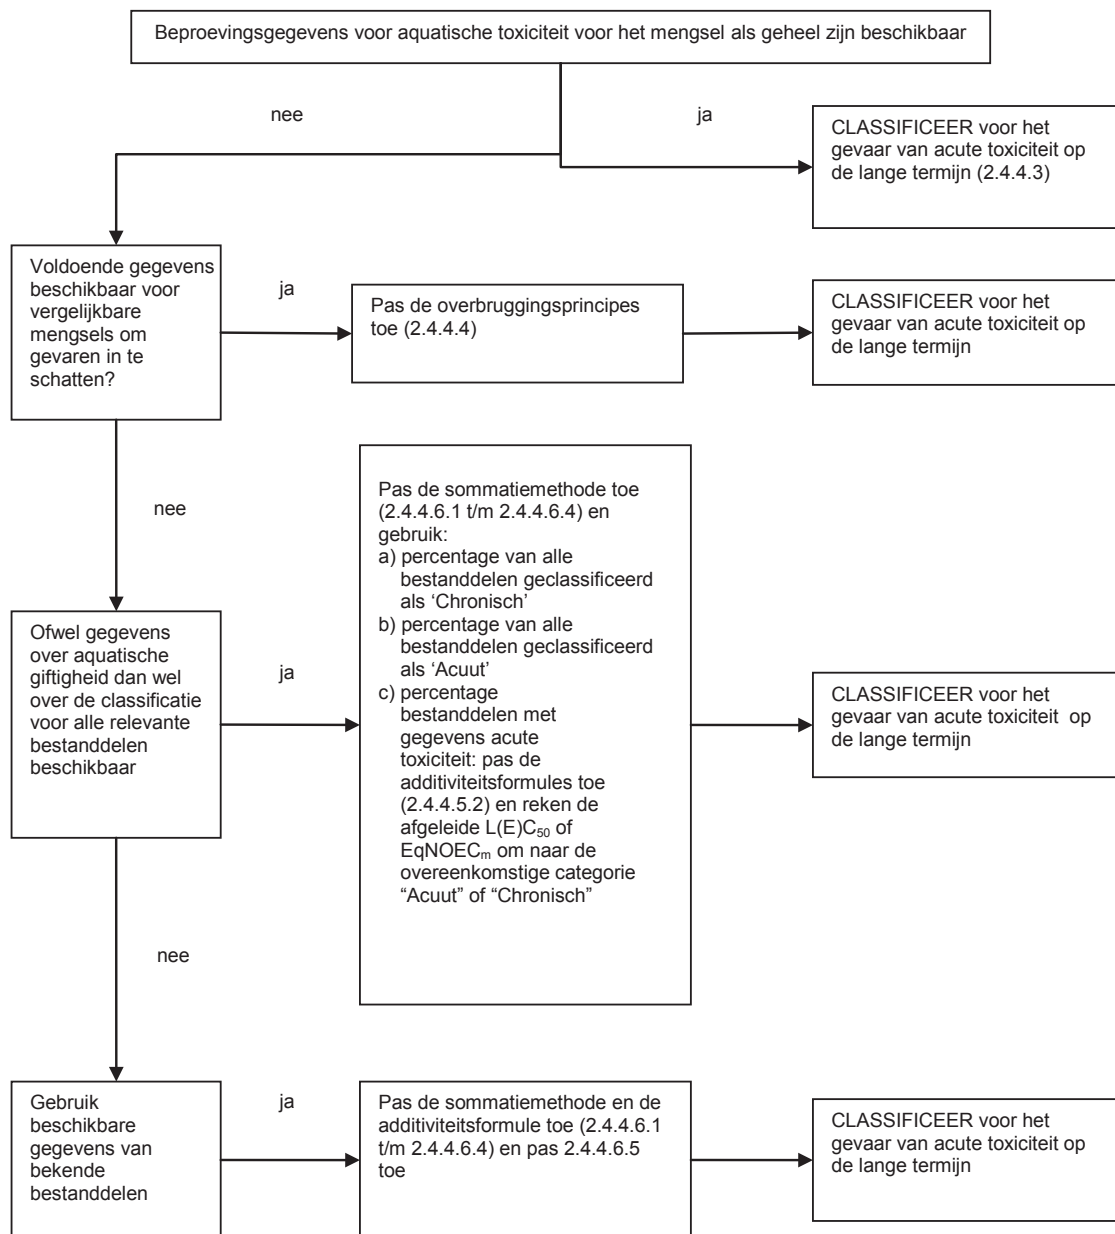 Beproevingsgegevens voor aquatische toxiciteit voor het mengsel als geheel zijn beschikbaar
nee
ja
CLASSIFICEER voor het
gevaar van acute toxiciteit op
de lange termijn (2.4.4.3)
Voldoende gegevens
beschikbaar voor
vergelijkbare
mengsels om
gevaren in te
schatten?
ja
Pas de overbruggingsprincipes
toe (2.4.4.4)
CLASSIFICEER voor het
gevaar van acute toxiciteit op
de lange termijn
nee
Pas de sommatiemethode toe
(2.4.4.6.1 t/m 2.4.4.6.4) en
gebruik:
a) percentage van alle
bestanddelen geclassificeerd
als ‘Chronisch’
b) percentage van alle
bestanddelen geclassificeerd
als ‘Acuut’
c) percentage
bestanddelen met
gegevens acute
toxiciteit: pas de
additiviteitsformules toe
(2.4.4.5.2) en reken de
afgeleide L(E)C₅₀ of
EqNOECₘ om naar de
overeenkomstige categorie
“Acuut” of “Chronisch”
Ofwel gegevens
over aquatische
giftigheid dan wel
over de classificatie
voor alle relevante
bestanddelen
beschikbaar
ja
CLASSIFICEER voor het
gevaar van acute toxiciteit op
de lange termijn
nee
Gebruik
beschikbare
gegevens van
bekende
bestanddelen
ja
Pas de sommatiemethode en de
additiviteitsformule toe (2.4.4.6.1
t/m 2.4.4.6.4) en pas 2.4.4.6.5
toe
CLASSIFICEER voor het
gevaar van acute toxiciteit op
de lange termijn